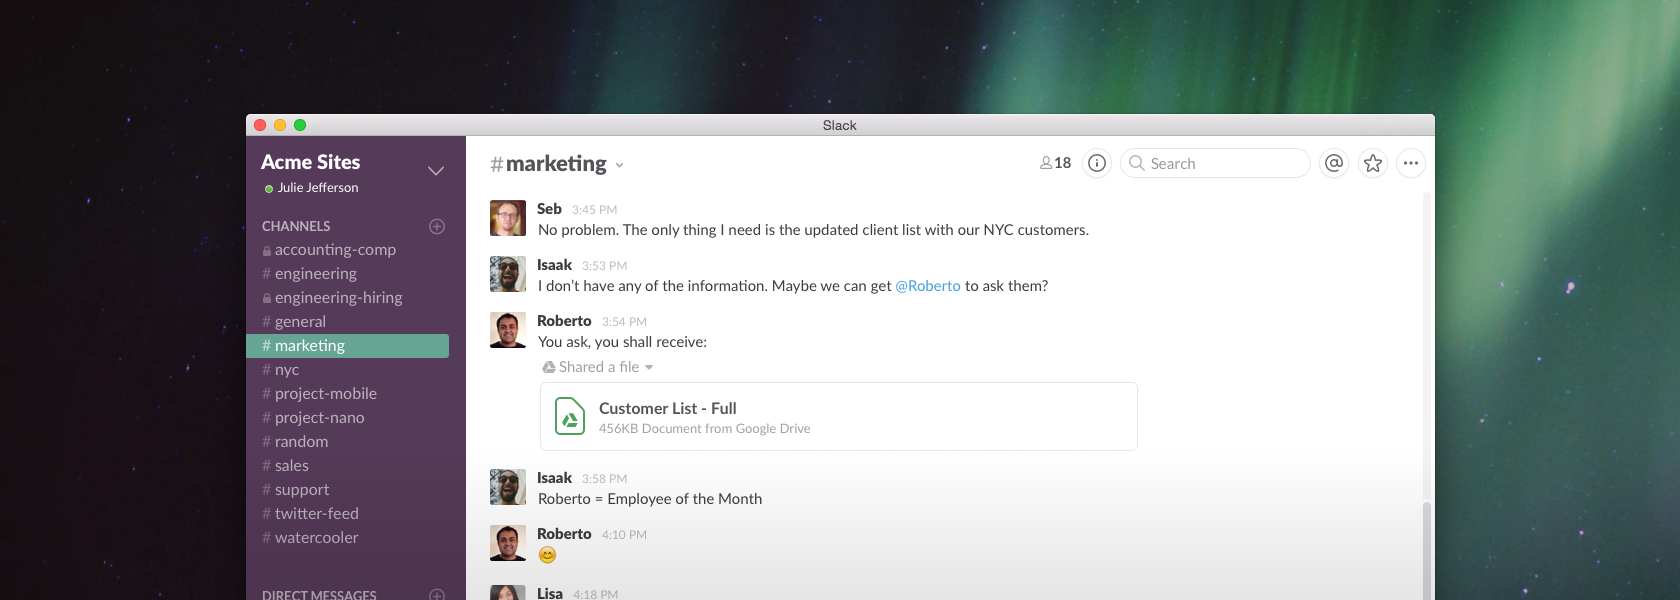 Slack
Acme Sites
Julie Jefferson
CHANNELS
accounting-comp
# engineering
engineering-hiring
# general
# marketing
# nyc
# project-mobile
# project-nano
# random
# sales
# support
# twitter-feed
# watercooler
DIRECT MESSAGES
#marketing
18
Search
Seb 3:45 PM
No problem. The only thing I need is the updated client list with our NYC customers.
Isaak 3:53 PM
I don't have any of the information. Maybe we can get @Roberto to ask them?
Roberto 3:54 PM
You ask, you shall receive:
Shared a file
Customer List - Full
456KB Document from Google Drive
Isaak 3:58 PM
Roberto = Employee of the Month
Roberto 4:10 PM
😊
Lisa 4:18 PM